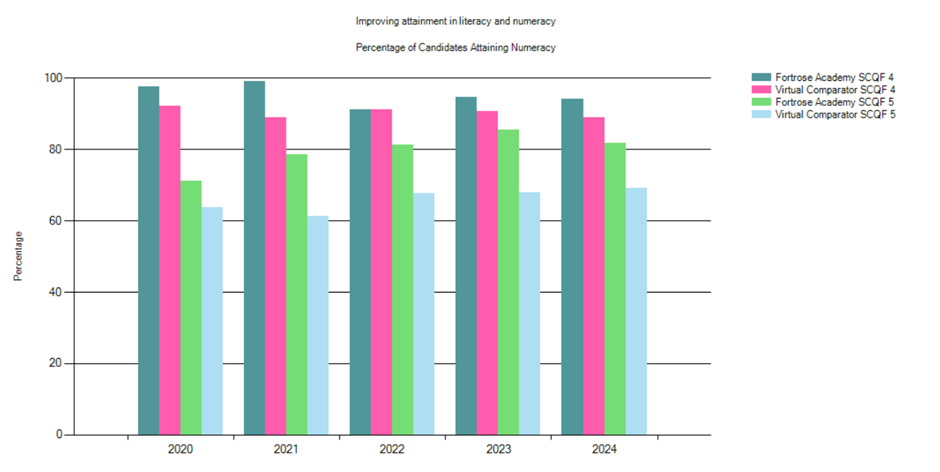 Improving attainment in literacy and numeracy
Percentage of Candidates Attaining Numeracy
100
80
60
40
20
0
Percentage
2020
2021
2022
2023
2024
Fortrose Academy SCQF 4
Virtual Comparator SCQF 4
Fortrose Academy SCQF 5
Virtual Comparator SCQF 5